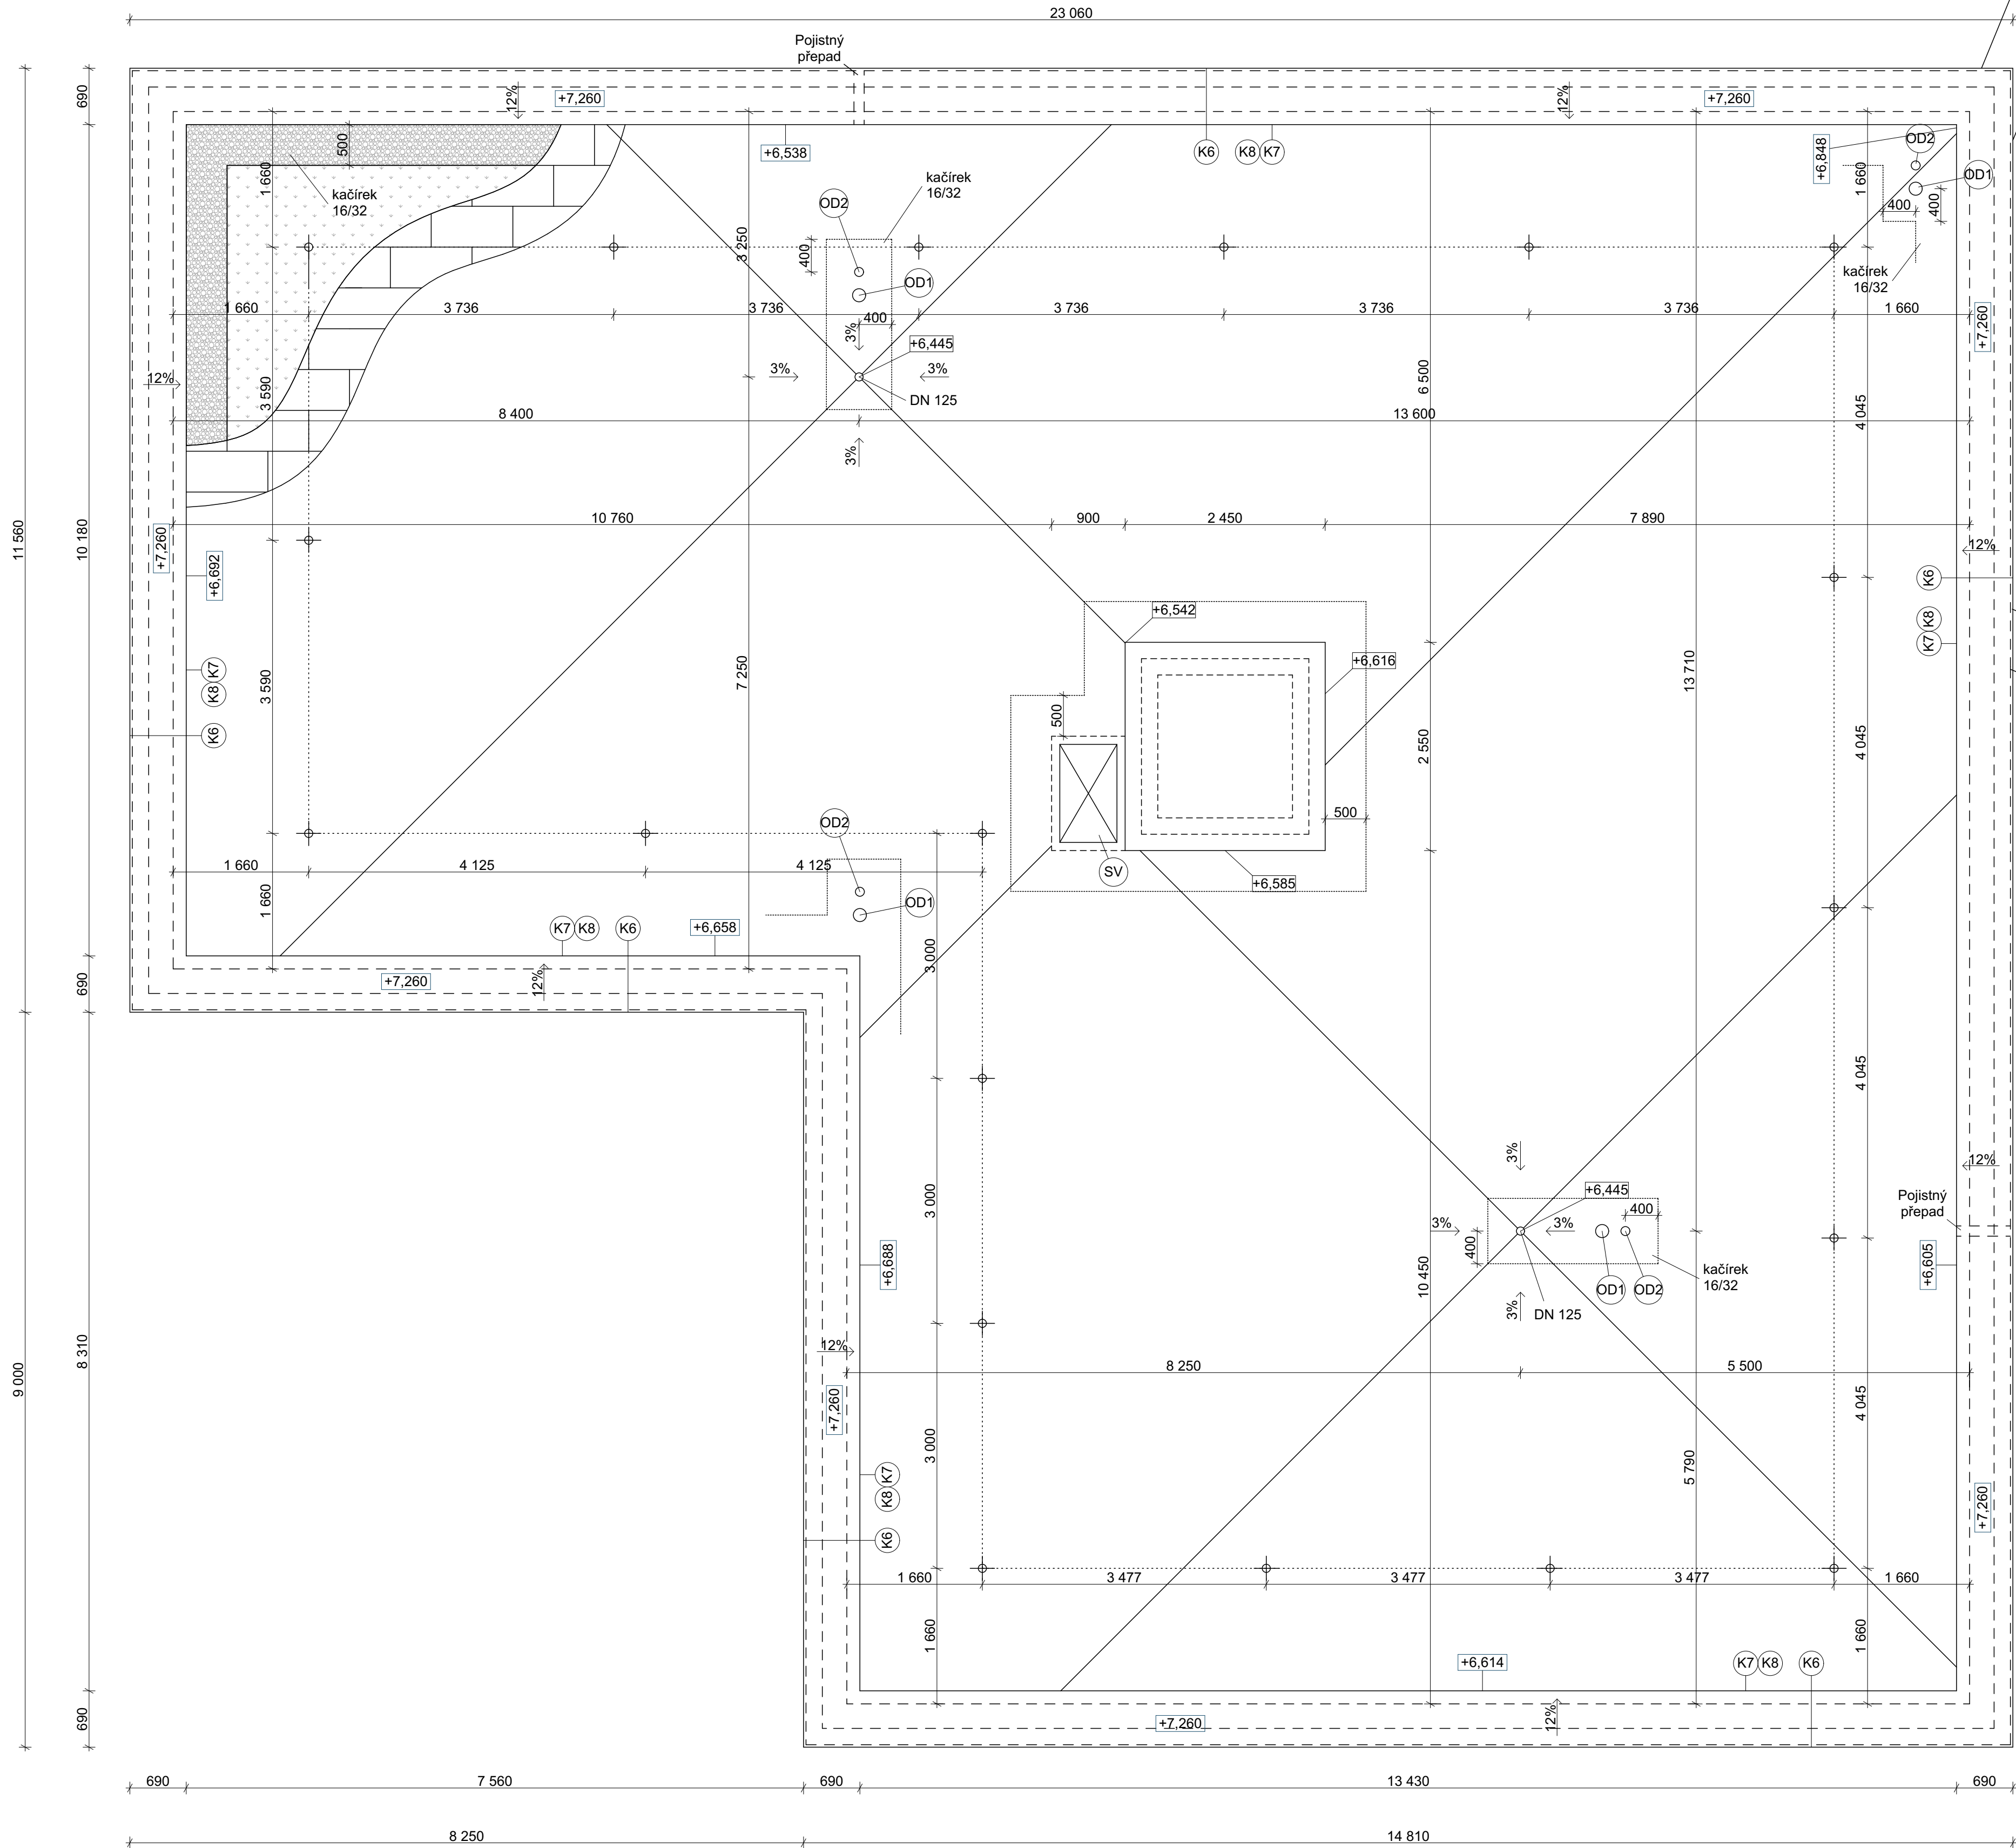 23 060
Pojistný
přepad
690
12%
+7,260
12%
+7,260
500
1 660
+6,538
K6
K8
K7
+6,848
OD2
1 660
OD1
kačírek
16/32
kačírek
16/32
OD2
400
400
3 250
400
OD1
kačírek
16/32
1 660
3 736
3 736
3 736
3 736
3 736
1 660
400
3%
+6,445
+7,260
12%
3 590
3%
3%
6 500
DN 125
8 400
13 600
4 045
3%
11 560
10 180
10 760
900
2 450
7 890
+7,260
+6,692
12%
K6
+6,542
K8
K7
+6,616
K7
K8
3 590
7 250
13 710
500
2 550
4 045
K6
500
OD2
1 660
4 125
4 125
SV
+6,585
1 660
OD1
K7
K8
K6
+6,658
3 000
690
+7,260
12%
4 045
3%
12%
3 000
Pojistný
přepad
+6,445
400
3%
3%
400
+6,688
10 450
+6,605
kačírek
16/32
OD1
OD2
3%
DN 125
12%
8 310
9 000
8 250
5 500
+7,260
4 045
3 000
5 790
K7
K8
+7,260
K6
1 660
3 477
3 477
3 477
1 660
1 660
1 660
+6,614
K7
K8
K6
690
+7,260
12%
690
7 560
690
13 430
690
8 250
14 810